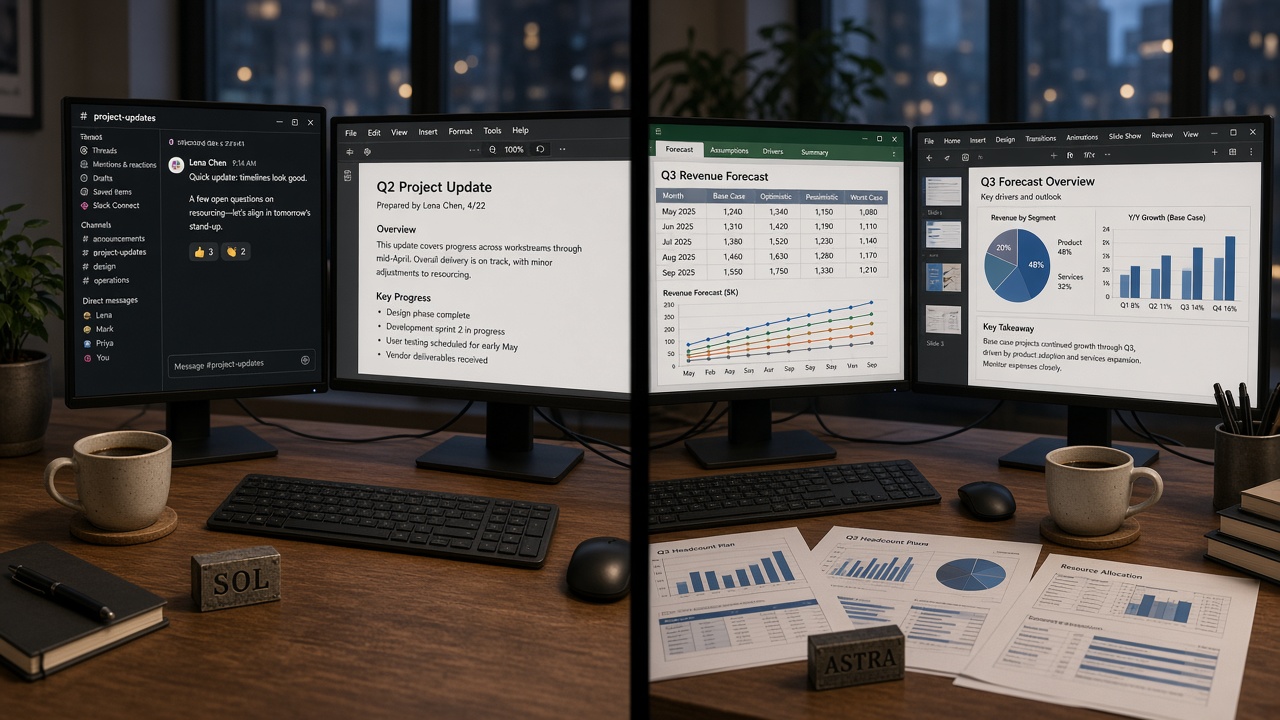 # project-updates
Threads
Mentions & reactions
Drafts
Saved items
Slack Connect
Channels
# announcements
# project-updates
# design
# operations
Direct messages
Lena
Mark
Priya
You
Lena Chen 9:14 AM
Quick update: timelines look good.
A few open questions on
resourcing—let's align in tomorrow's
stand-up.
👍 3 👏 2
Message #project-updates
File Edit View Insert Format Tools Help
100%
Q2 Project Update
Prepared by Lena Chen, 4/22
Overview
This update covers progress across workstreams through
mid-April. Overall delivery is on track, with minor
adjustments to resourcing.
Key Progress
• Design phase complete
• Development sprint 2 in progress
• User testing scheduled for early May
• Vendor deliverables received
SOL
Forecast Assumptions Drivers Summary
Q3 Revenue Forecast
Month Base Case Optimistic Pessimistic Worst Case
May 2025 1,240 1,340 1,150 1,080
Jun 2025 1,310 1,420 1,190 1,110
Jul 2025 1,380 1,520 1,230 1,140
Aug 2025 1,460 1,630 1,280 1,170
Sep 2025 1,550 1,750 1,330 1,210
Revenue Forecast ($K)
May Feb
File Home Insert Design Transitions Animations Slide Show Review View
Slide 3
Q3 Forecast Overview
Key drivers and outlook
Revenue by Segment
20%
48%
Product
48%
Services
32%
Y/Y Growth (Base Case)
Q1 8% Q2 11% Q3 14% Q4 16%
Key Takeaway
Base case projects continued growth through Q3,
driven by product adoption and services expansion.
Monitor expenses closely.
Q3 Headcount Plan
Q3 Headcount Plans
Resource Allocation
ASTRA